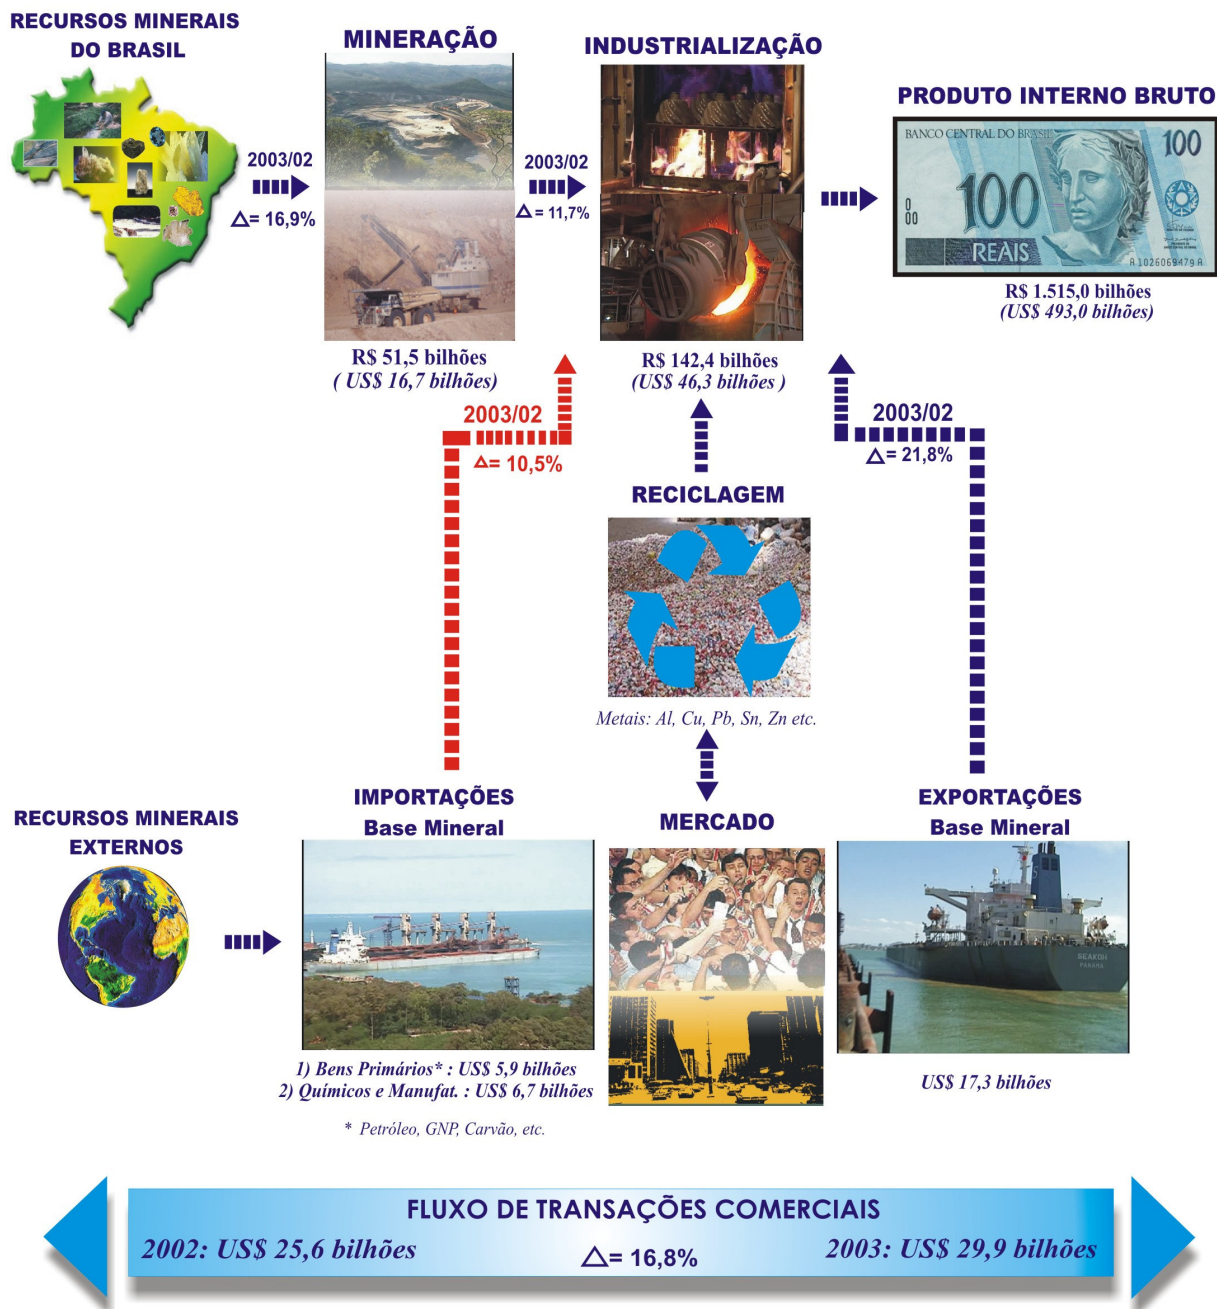 RECURSOS MINERAIS
DO BRASIL
2003/02
△= 16,9%
MINERAÇÃO
R$ 51,5 bilhões
( US$ 16,7 bilhões)
2003/02
△= 11,7%
INDUSTRIALIZAÇÃO
R$ 142,4 bilhões
(US$ 46,3 bilhões )
PRODUTO INTERNO BRUTO
BANCO CENTRAL DO BRASIL
100
100
0
00
REAIS
A 1026069479 A
R$ 1.515,0 bilhões
(US$ 493,0 bilhões)
2003/02
△= 10,5%
2003/02
△= 21,8%
RECICLAGEM
Metais: Al, Cu, Pb, Sn, Zn etc.
RECURSOS MINERAIS
EXTERNOS
IMPORTAÇÕES
Base Mineral
1) Bens Primários* : US$ 5,9 bilhões
2) Químicos e Manufat. : US$ 6,7 bilhões
* Petróleo, GNP, Carvão, etc.
MERCADO
EXPORTAÇÕES
Base Mineral
PANAMA
US$ 17,3 bilhões
FLUXO DE TRANSAÇÕES COMERCIAIS
2002: US$ 25,6 bilhões
△= 16,8%
2003: US$ 29,9 bilhões